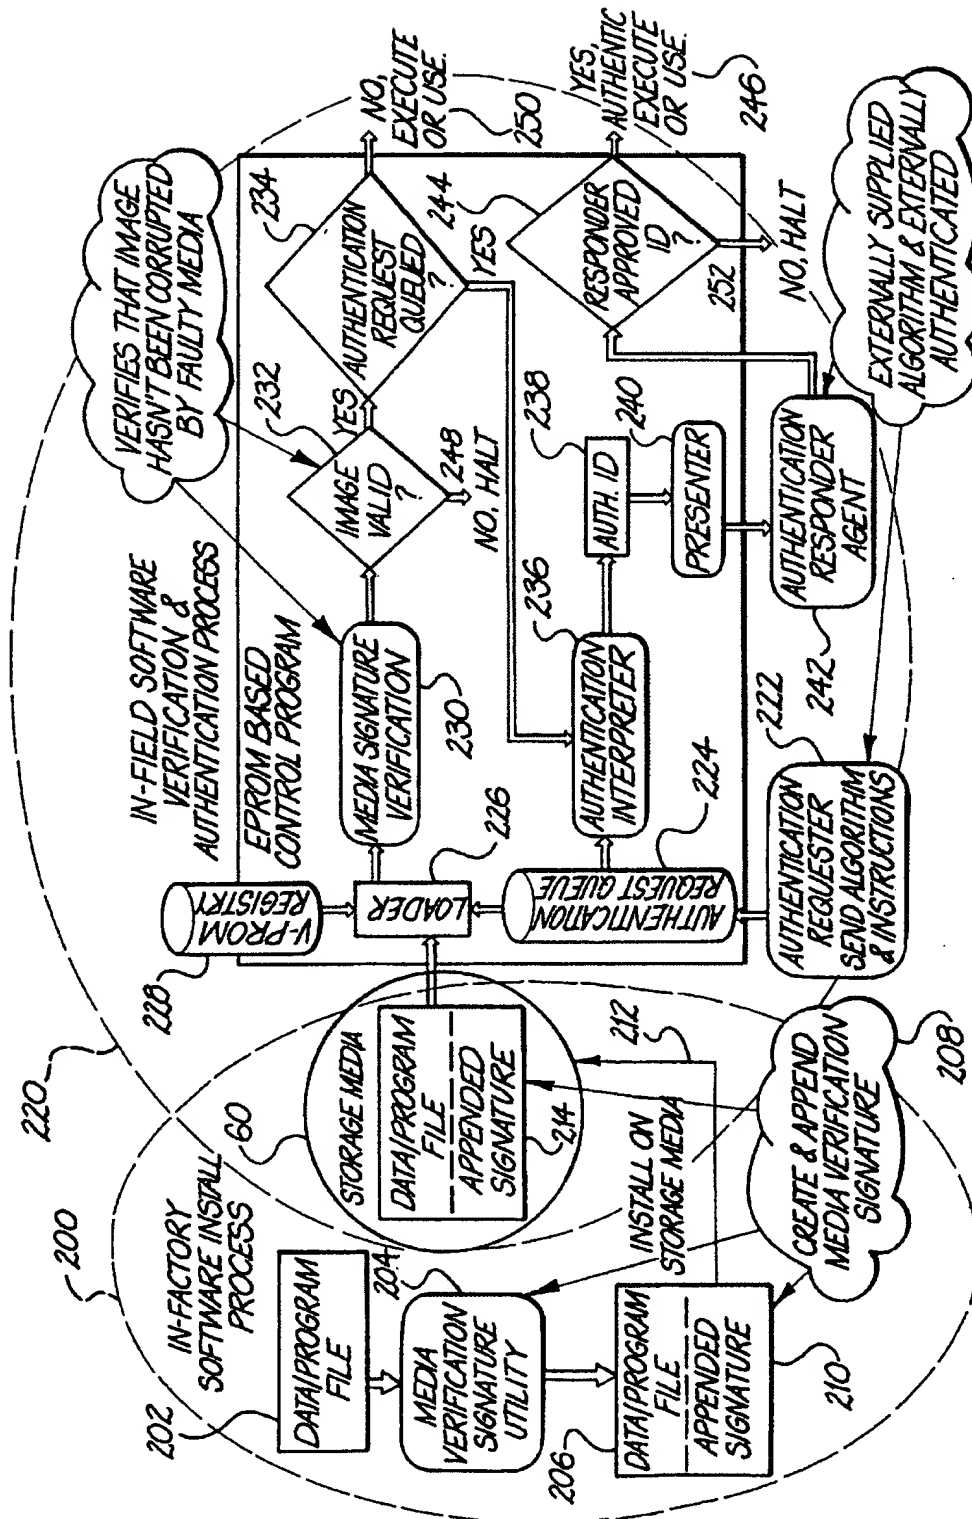 200
IN-FACTORY
SOFTWARE INSTALL
PROCESS
202
DATA/PROGRAM
FILE
204
MEDIA
VERIFICATION
SIGNATURE
UTILITY
206
DATA/PROGRAM
FILE
APPENDED
SIGNATURE
210
INSTALL ON
STORAGE MEDIA
212
CREATE & APPEND
MEDIA VERIFICATION
SIGNATURE
208
60
STORAGE MEDIA
DATA/PROGRAM
FILE
APPENDED
SIGNATURE
214
220
IN-FIELD SOFTWARE
VERIFICATION &
AUTHENTICATION PROCESS
228
V-PROM
REGISTRY
EPROM BASED
CONTROL PROGRAM
LOADER
226
MEDIA SIGNATURE
VERIFICATION
230
VERIFIES THAT IMAGE
HASN'T BEEN CORRUPTED
BY FAULTY MEDIA
IMAGE
VALID
?
232
YES
248
NO, HALT
AUTHENTICATION
REQUEST
QUEUED
?
234
NO,
EXECUTE
OR USE.
250
YES
AUTHENTICATION
REQUEST QUEUE
224
AUTHENTICATION
INTERPRETER
236
AUTH. ID
238
PRESENTER
240
RESPONDER
APPROVED
ID
?
244
YES,
AUTHENTIC
EXECUTE
OR USE.
246
252
NO, HALT
AUTHENTICATION
REQUESTER
SEND ALGORITHM
& INSTRUCTIONS
222
AUTHENTICATION
RESPONDER
AGENT
242
EXTERNALLY SUPPLIED
ALGORITHM & EXTERNALLY
AUTHENTICATED